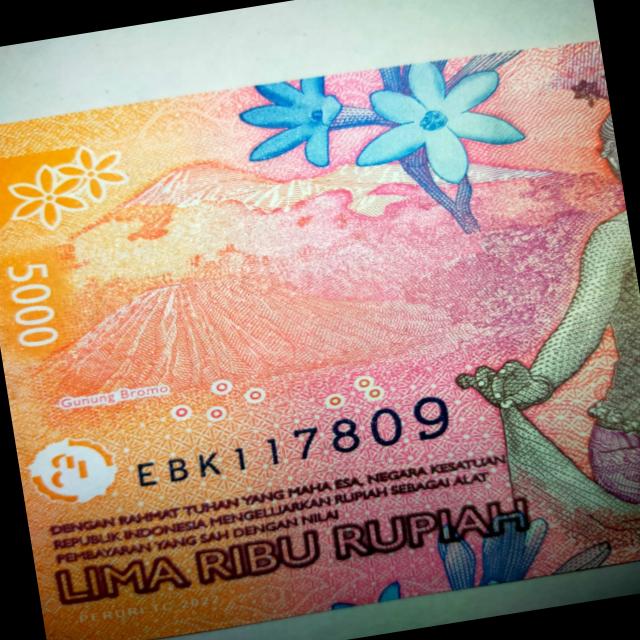 5000
Gunung Bromo
EBK117809
DENGAN RAHMAT TUHAN YANG MAHA ESA, NEGARA KESATUAN
REPUBLIK INDONESIA MENGELUARKAN RUPIAH SEBAGAI ALAT
PEMBAYARAN YANG SAH DENGAN NILAI
LIMA RIBU RUPIAH
PERURI